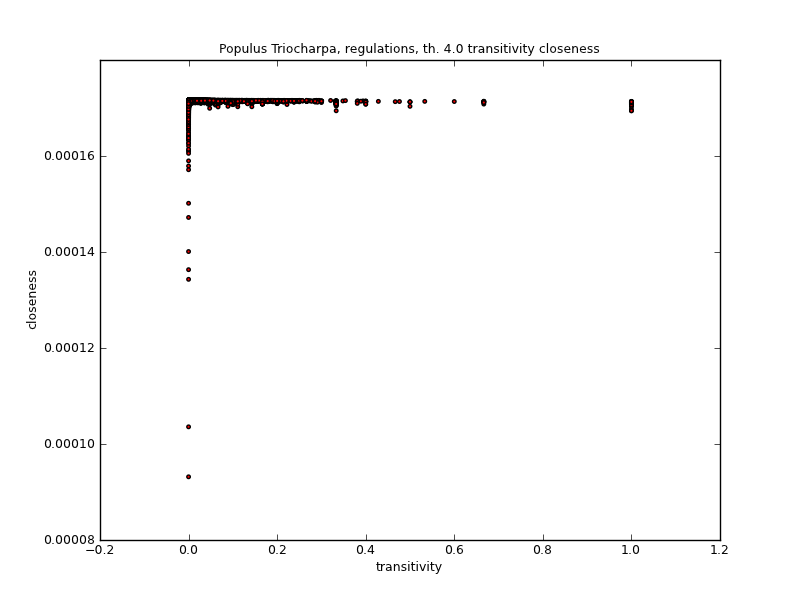 Populus Triocharpa, regulations, th. 4.0 transitivity closeness
0.00016
0.00014
closeness
0.00012
0.00010
0.00008
−0.2 0.0 0.2 0.4 0.6 0.8 1.0 1.2
transitivity